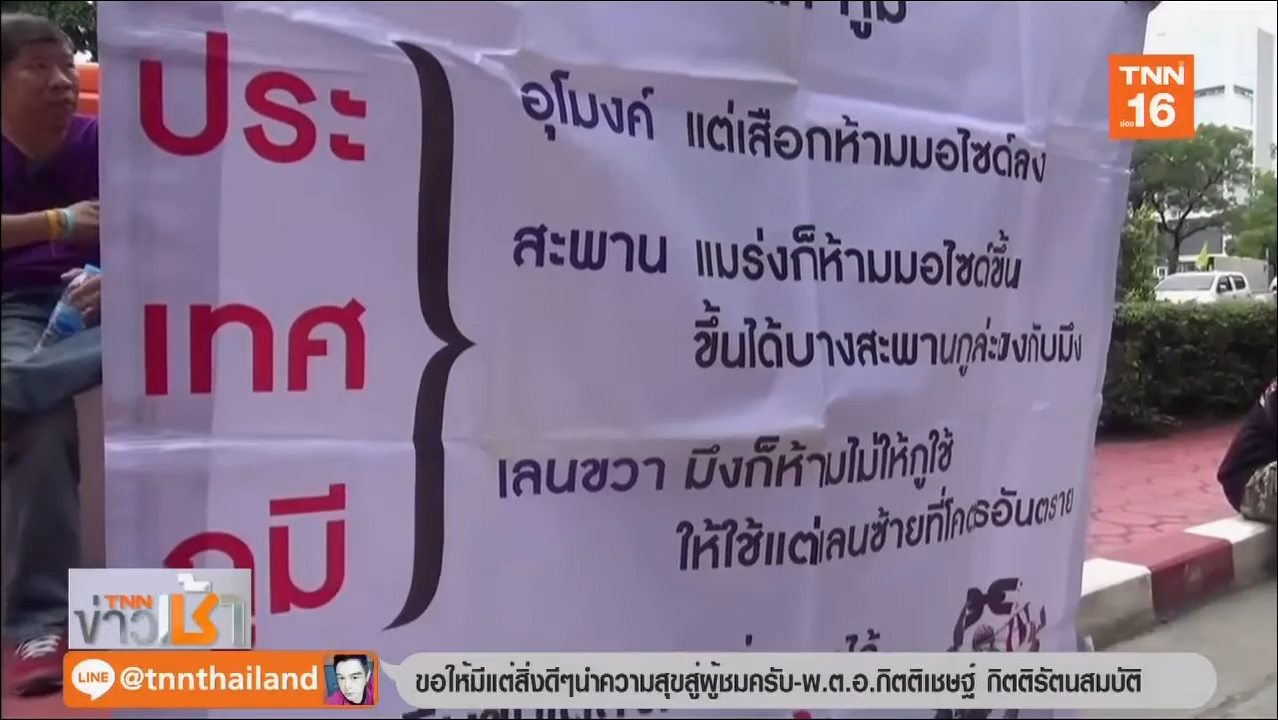 ประ
เทศ
ภูมี
อุโมงค์ แต่เสือกห้ามมอไซด์ลง
สะพาน แมร่งก็ห้ามมอไซด์ขึ้น
ขึ้นได้บางสะพานกูล่ะงงกับมึง
เลนขวา มึงก็ห้ามไม่ให้กูใช้
ให้ใช้แต่เลนซ้ายที่โคตรอันตราย
TNN
ช่อง 16
TNN
ข่าวเช้า
LINE @tnnthailand
ขอให้มีแต่สิ่งดีๆนำความสุขสู่ผู้ชมครับ-พ.ต.อ.กิตติเชษฐ์ กิตติรัตนสมบัติ